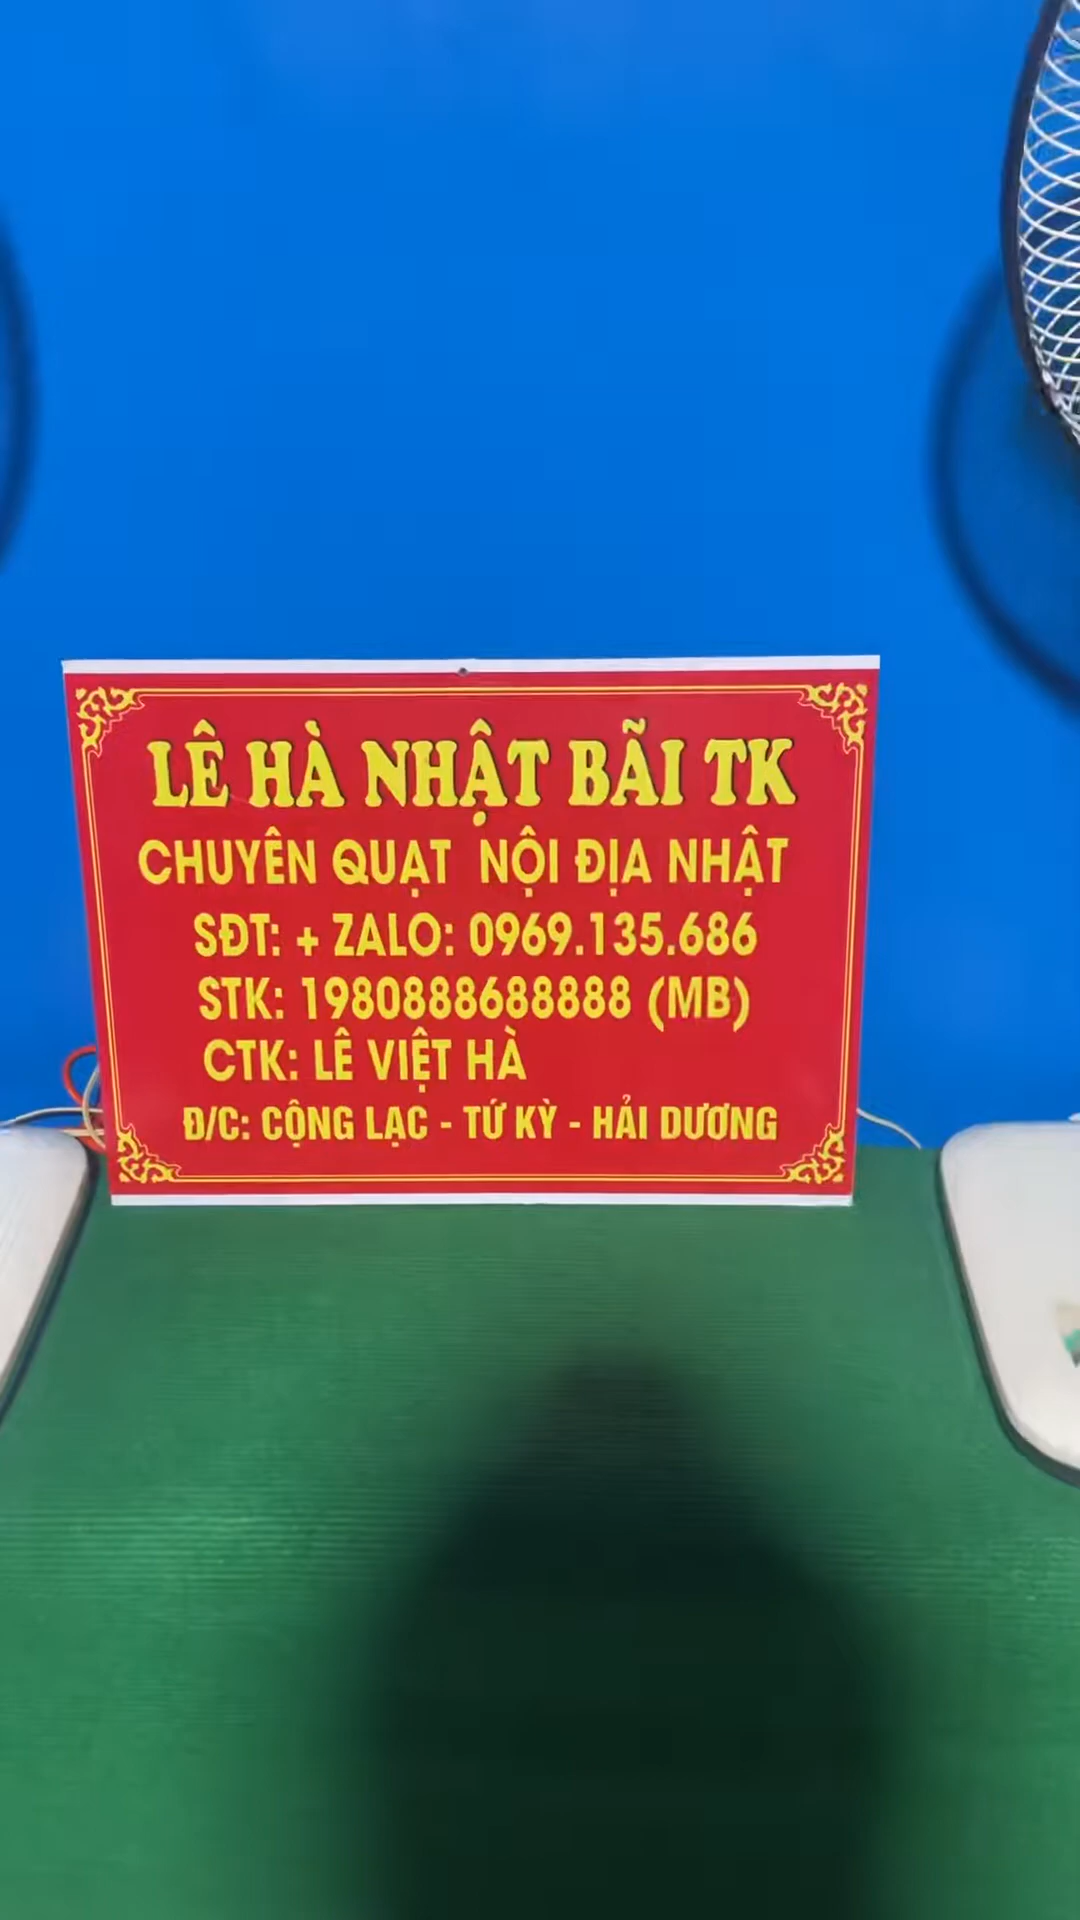 LÊ HÀ NHẬT BÃI TK
CHUYÊN QUẠT NỘI ĐỊA NHẬT
SĐT: + ZALO: 0969.135.686
STK: 1980888688888 (MB)
CTK: LÊ VIỆT HÀ
Đ/C: CỘNG LẠC - TỨ KỲ - HẢI DƯƠNG